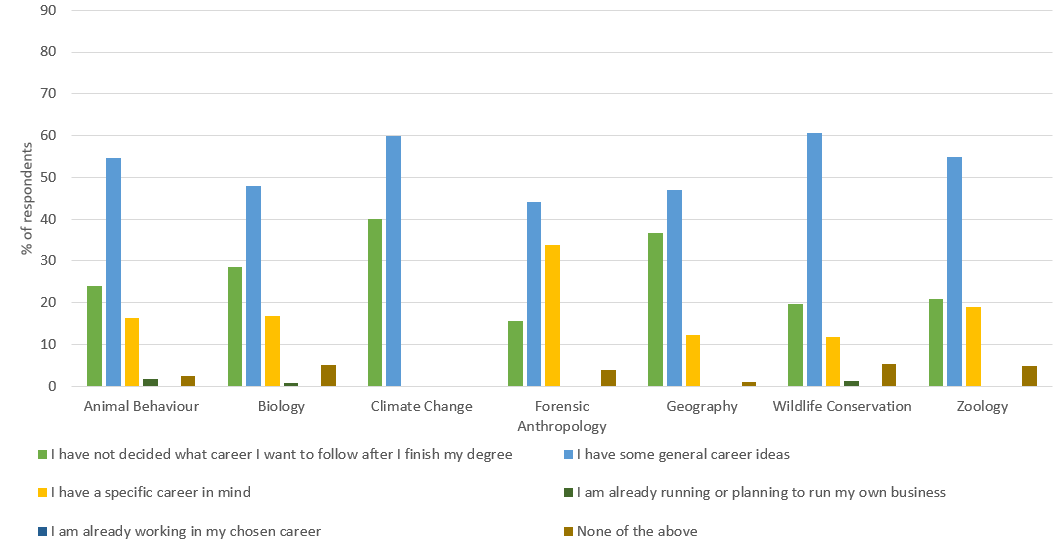 90
80
70
60
50
40
30
20
10
0
% of respondents
Animal Behaviour
Biology
Climate Change
Forensic
Anthropology
Geography
Wildlife Conservation
Zoology
I have not decided what career I want to follow after I finish my degree
I have some general career ideas
I have a specific career in mind
I am already running or planning to run my own business
I am already working in my chosen career
None of the above